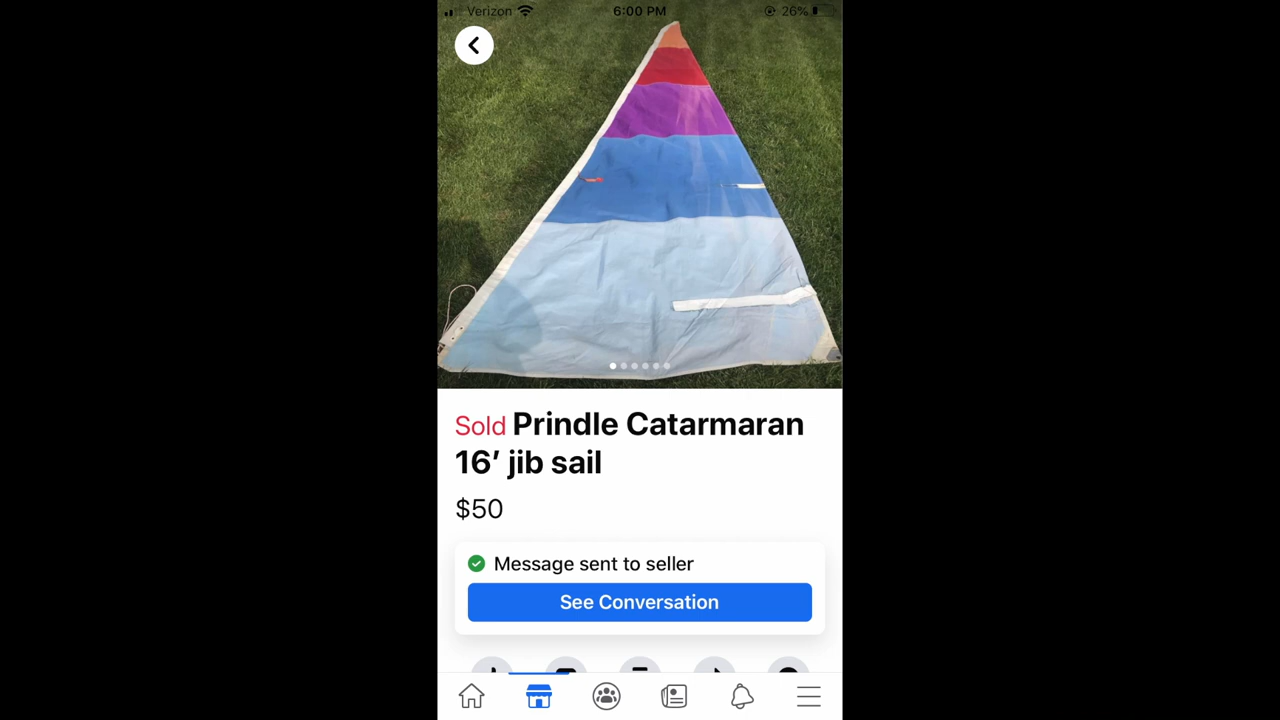 Verizon 6:00 PM 26%
Sold Prindle Catarmaran
16′ jib sail
$50
Message sent to seller
See Conversation